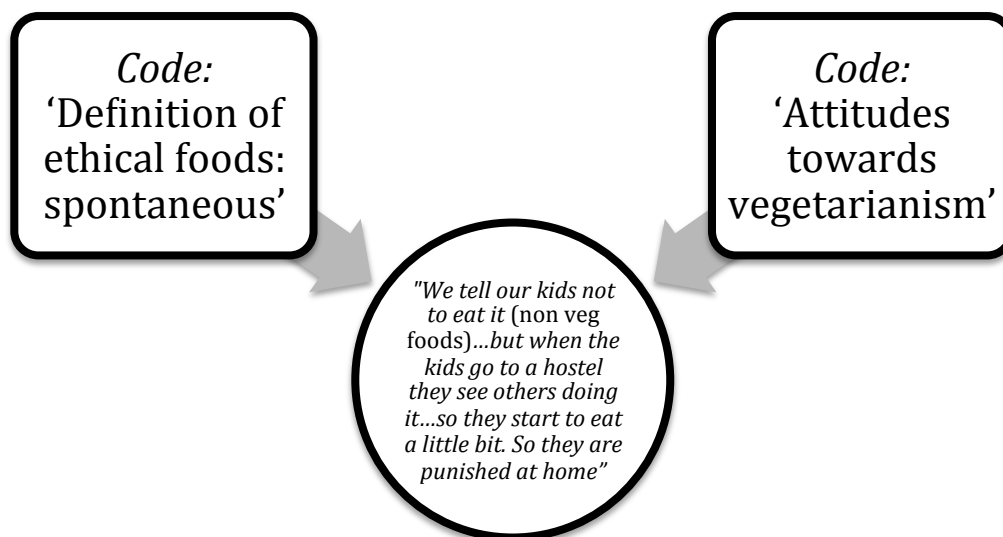 Code:
‘Definition of
ethical foods:
spontaneous’
Code:
‘Attitudes
towards
vegetarianism’
"We tell our kids not
to eat it (non veg
foods)…but when the
kids go to a hostel
they see others doing
it…so they start to eat
a little bit. So they are
punished at home”